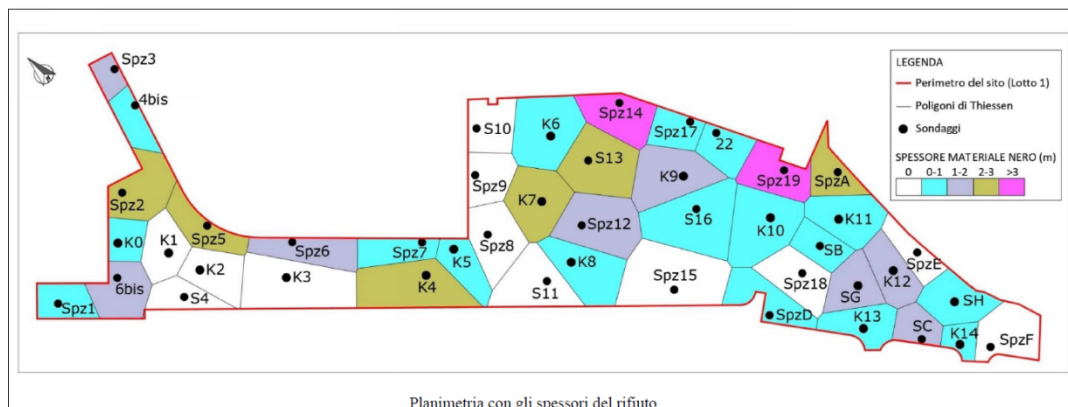 Spz3
4bis
Spz2
K0
K1
Spz5
6bis
K2
S4
Spz1
Spz6
K3
Spz7
K4
K5
S10
K6
Spz14
Spz17
22
Spz9
S13
K9
Spz19
SpzA
K7
Spz12
S16
K10
K11
Spz8
K8
S11
Spz15
SB
Spz18
SpzE
SG
K12
SpzD
K13
SH
SC
K14
SpzF
LEGENDA
Perimetro del sito (Lotto 1)
Poligoni di Thiessen
Sondaggi
SPESSORE MATERIALE NERO (m)
0 0-1 1-2 2-3 >3
Planimetria con gli spessori del rifiuto